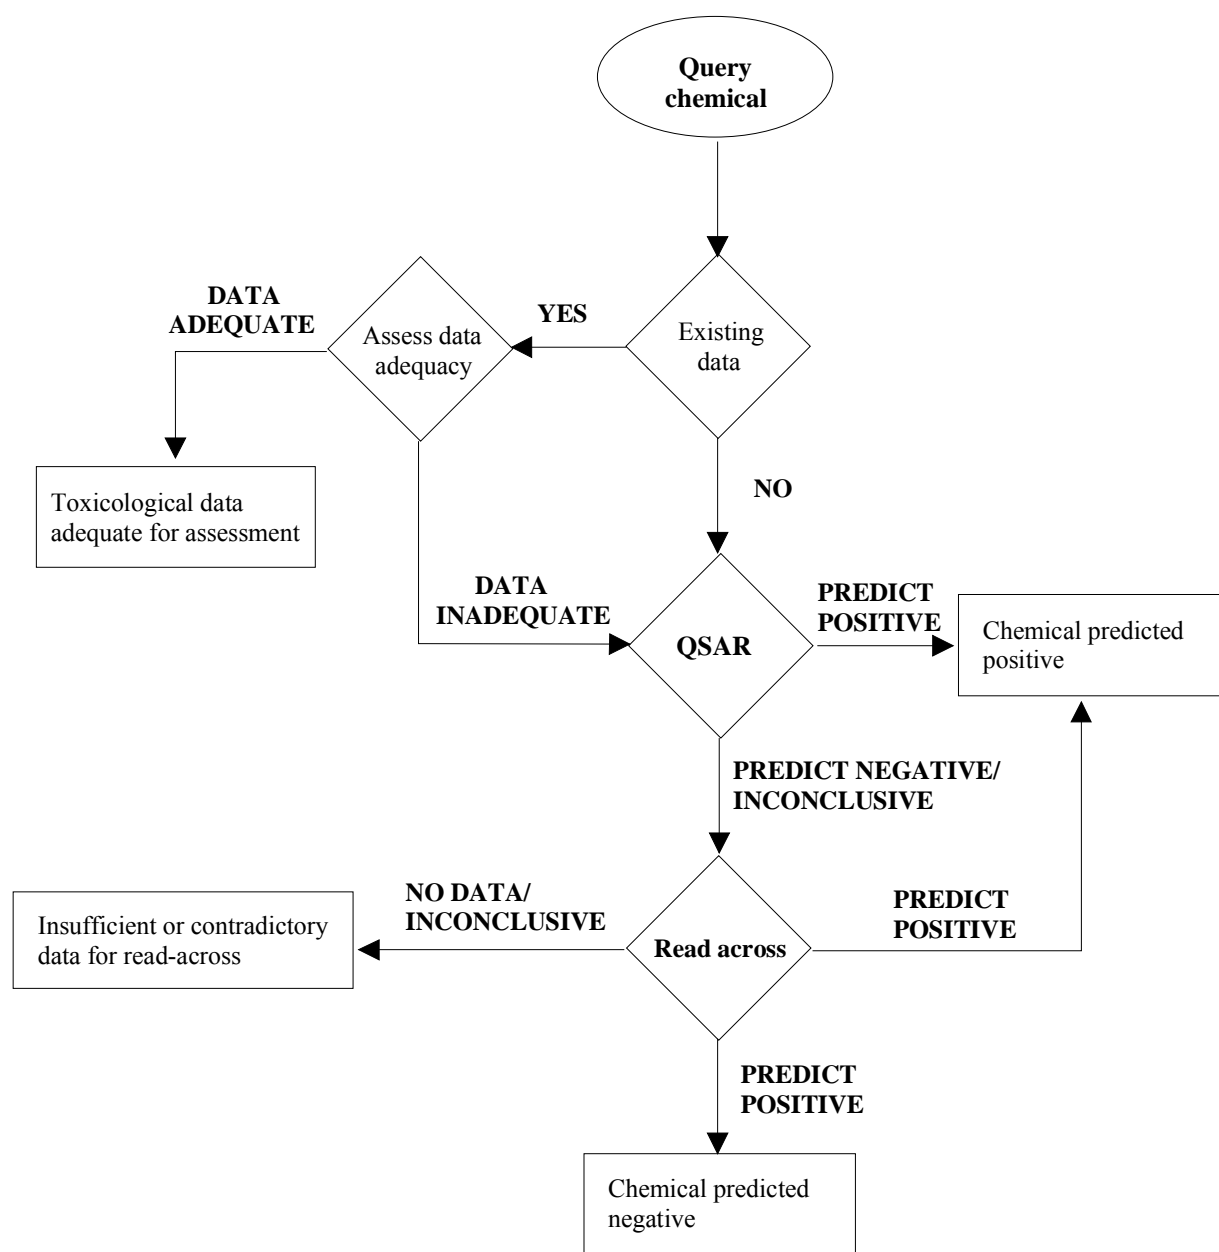 Query
chemical
DATA
ADEQUATE
YES
Assess data
adequacy
Existing
data
Toxicological data
adequate for assessment
NO
DATA
INADEQUATE
PREDICT
POSITIVE
QSAR
Chemical predicted
positive
PREDICT NEGATIVE/
INCONCLUSIVE
NO DATA/
INCONCLUSIVE
PREDICT
POSITIVE
Insufficient or contradictory
data for read-across
Read across
PREDICT
POSITIVE
Chemical predicted
negative